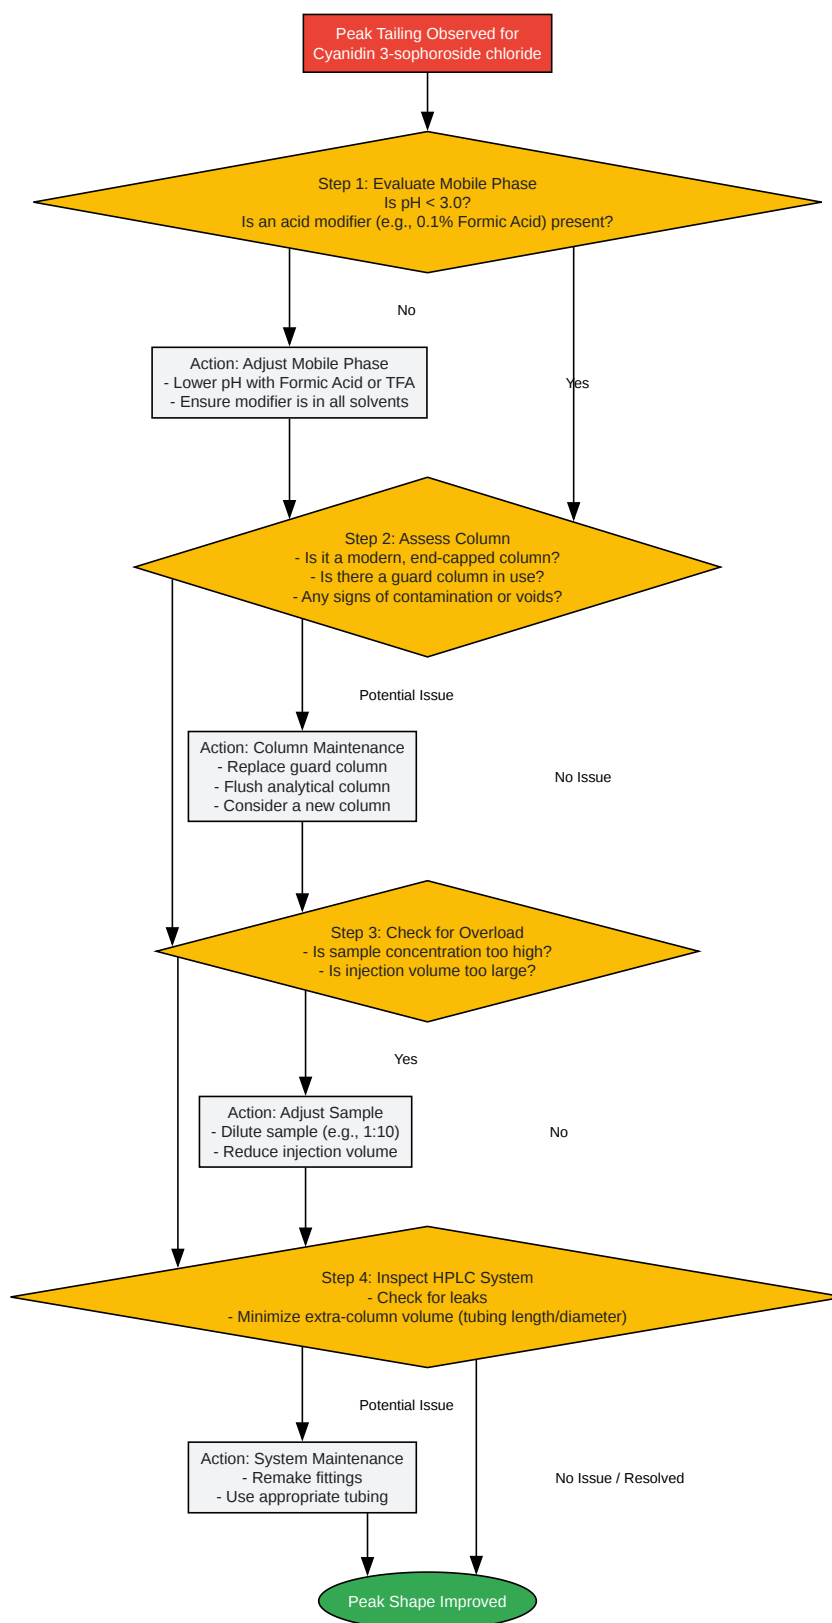 Peak Tailing Observed for
Cyanidin 3-sophoroside chloride
Step 1: Evaluate Mobile Phase
Is pH < 3.0?
Is an acid modifier (e.g., 0.1% Formic Acid) present?
No
Action: Adjust Mobile Phase
- Lower pH with Formic Acid or TFA
- Ensure modifier is in all solvents
Yes
Step 2: Assess Column
- Is it a modern, end-capped column?
- Is there a guard column in use?
- Any signs of contamination or voids?
Potential Issue
Action: Column Maintenance
- Replace guard column
- Flush analytical column
- Consider a new column
No Issue
Step 3: Check for Overload
- Is sample concentration too high?
- Is injection volume too large?
Yes
Action: Adjust Sample
- Dilute sample (e.g., 1:10)
- Reduce injection volume
No
Step 4: Inspect HPLC System
- Check for leaks
- Minimize extra-column volume (tubing length/diameter)
Potential Issue
Action: System Maintenance
- Remake fittings
- Use appropriate tubing
No Issue / Resolved
Peak Shape Improved